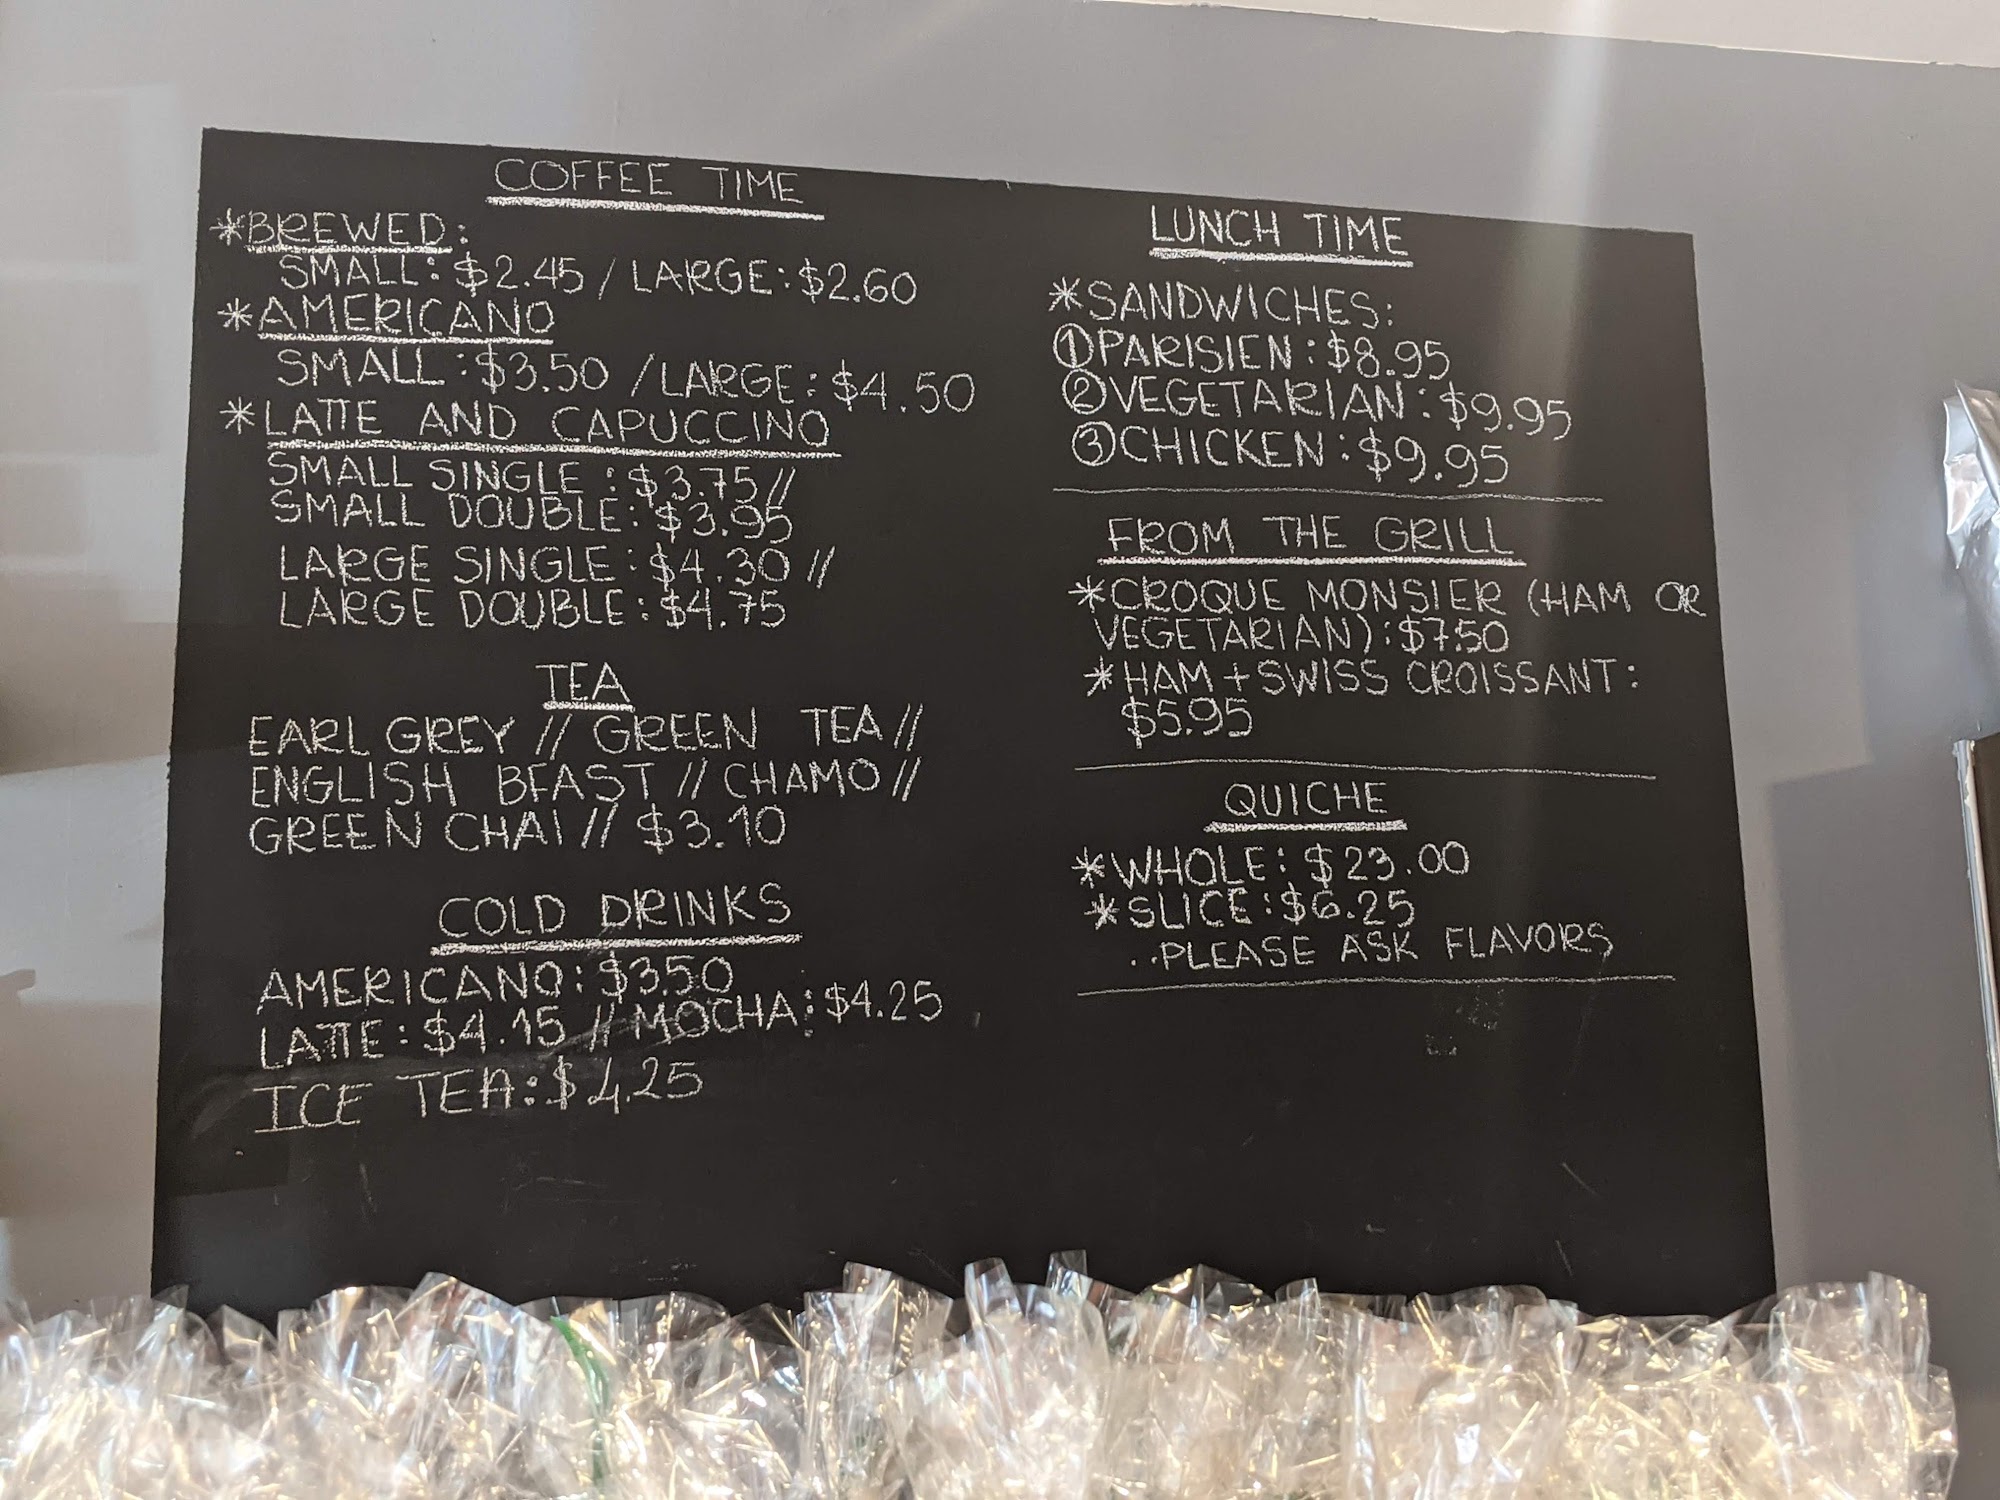 COFFEE TIME
*BREWED:
SMALL: $2.45 / LARGE: $2.60
*AMERICANO
SMALL: $3.50 / LARGE: $4.50
*LATTE AND CAPUCCINO
SMALL SINGLE: $3.75 //
SMALL DOUBLE: $3.95
LARGE SINGLE: $4.30 //
LARGE DOUBLE: $4.75
TEA
EARL GREY // GREEN TEA //
ENGLISH BFAST // CHAMO //
GREEN CHAI // $3.10
COLD DRINKS
AMERICANO: $3.50
LATTE: $4.15 // MOCHA: $4.25
ICE TEA: $4.25
LUNCH TIME
*SANDWICHES:
①PARISIEN: $8.95
②VEGETARIAN: $9.95
③CHICKEN: $9.95
FROM THE GRILL
*CROQUE MONSIER (HAM OR
VEGETARIAN): $7.50
*HAM + SWISS CROISSANT:
$5.95
QUICHE
*WHOLE: $23.00
*SLICE: $6.25
..PLEASE ASK FLAVORS